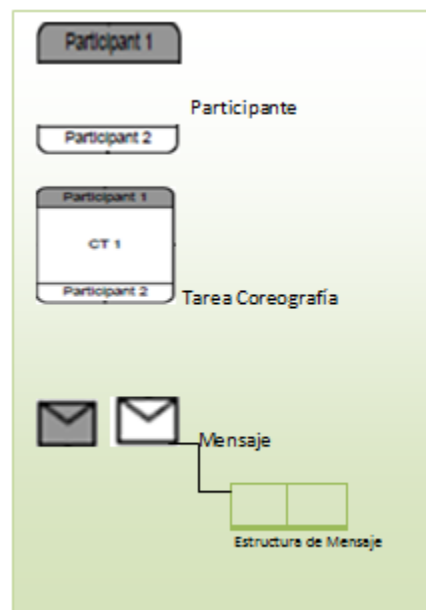 Participant 1
Participante
Participant 2
Participant 1
CT 1
Participant 2
Tarea Coreografía
Mensaje
Estructura de Mensaje